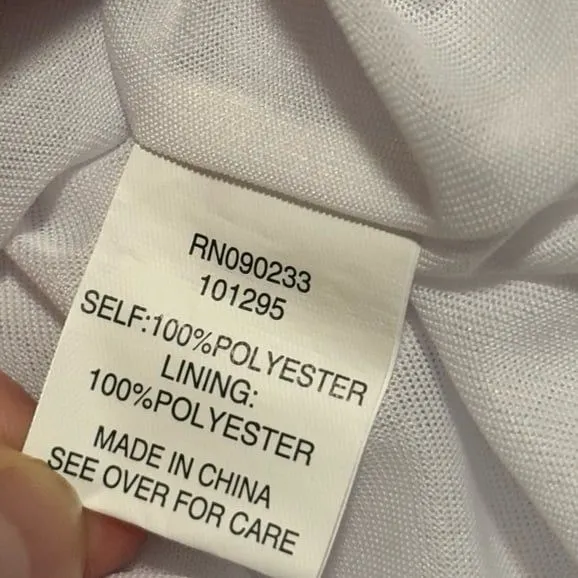 RN090233
101295
SELF:100%POLYESTER
LINING:
100%POLYESTER
MADE IN CHINA
SEE OVER FOR CARE